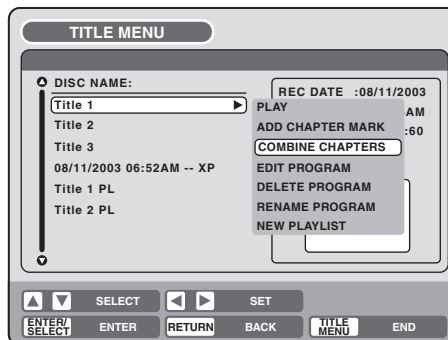 TITLE MENU
DISC NAME:
REC DATE :08/11/2003
Title 1
PLAY
AM
Title 2
ADD CHAPTER MARK
:60
Title 3
COMBINE CHAPTERS
08/11/2003 06:52AM -- XP
EDIT PROGRAM
Title 1 PL
DELETE PROGRAM
Title 2 PL
RENAME PROGRAM
NEW PLAYLIST
SELECT
SET
ENTER/
SELECT
ENTER
RETURN
BACK
TITLE
MENU
END